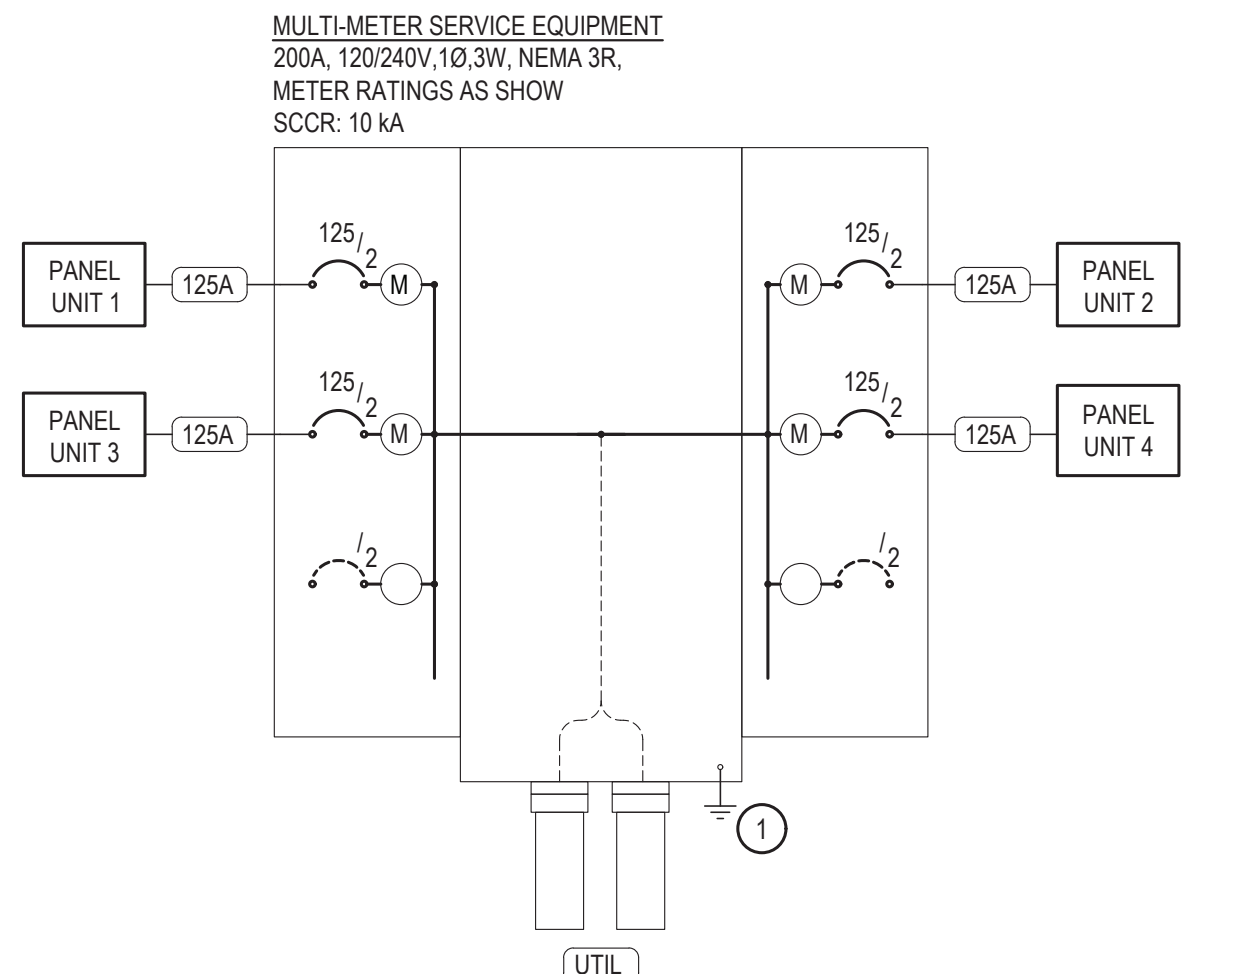 MULTI-METER SERVICE EQUIPMENT
200A, 120/240V,1Ø,3W, NEMA 3R,
METER RATINGS AS SHOW
SCCR: 10 kA
125/2
125/2
PANEL
UNIT 1
125A
M
M
125A
PANEL
UNIT 2
125/2
125/2
PANEL
UNIT 3
125A
M
M
125A
PANEL
UNIT 4
/2
/2
1
UTIL